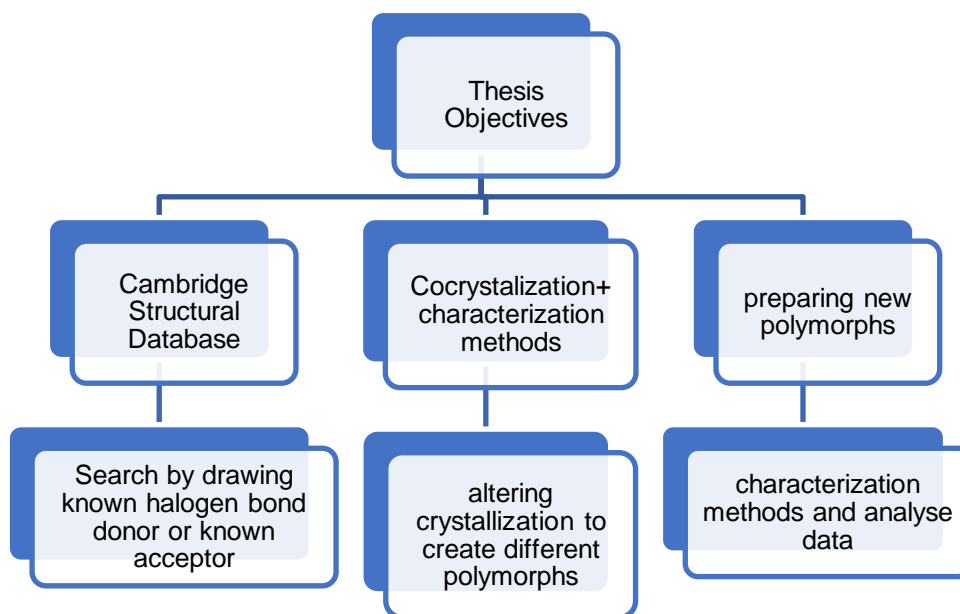 Thesis
Objectives
Cambridge
Structural
Database
Cocrystalization+
characterization
methods
preparing new
polymorphs
Search by drawing
known halogen bond
donor or known
acceptor
altering
crystallization to
create different
polymorphs
characterization
methods and analyse
data